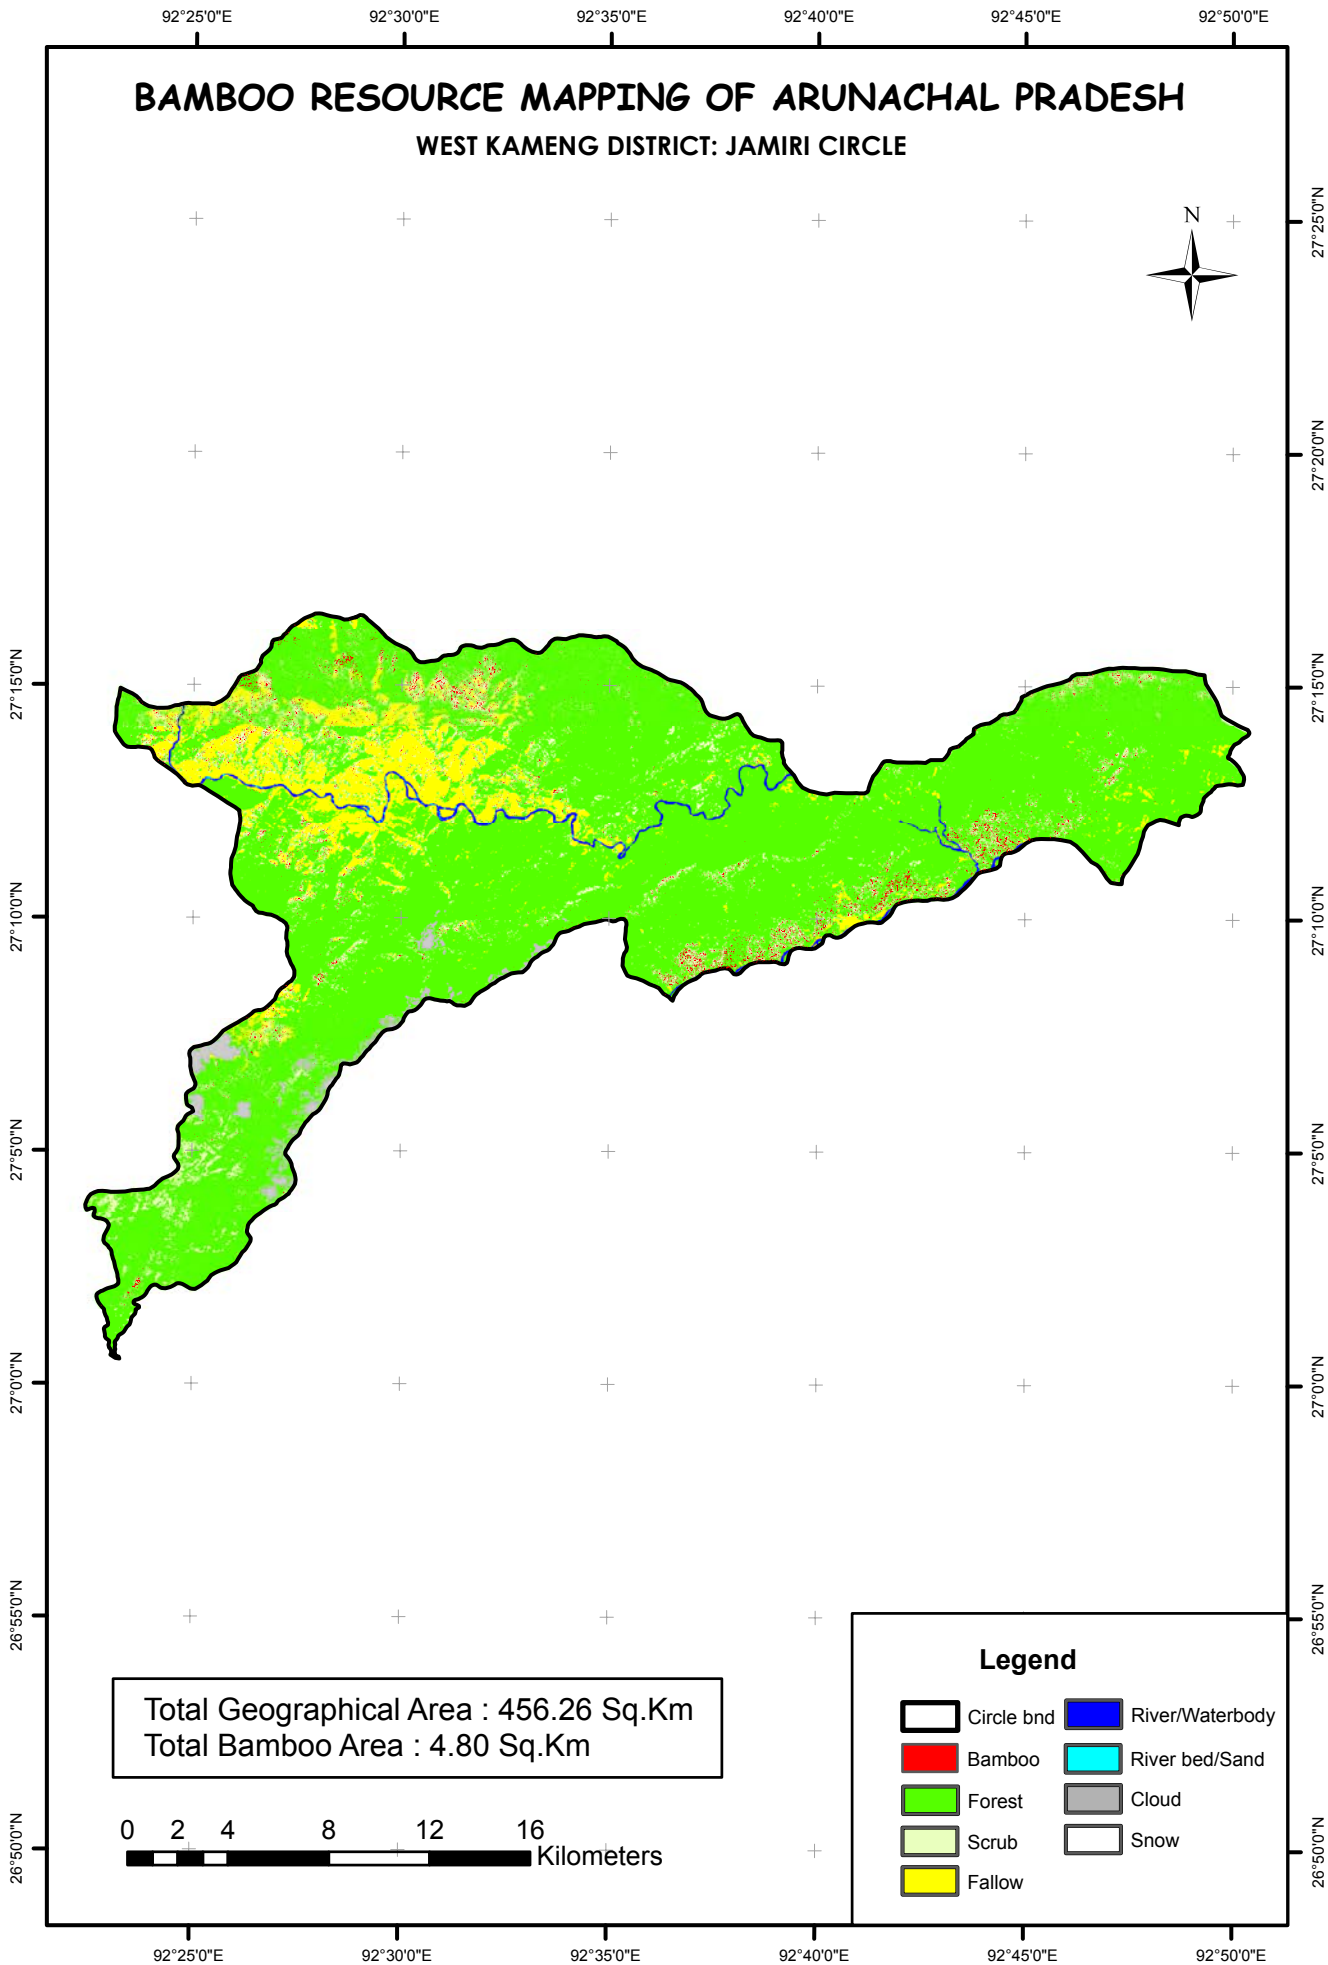 92°25'0"E 92°30'0"E 92°35'0"E 92°40'0"E 92°45'0"E 92°50'0"E
BAMBOO RESOURCE MAPPING OF ARUNACHAL PRADESH
WEST KAMENG DISTRICT: JAMIRI CIRCLE
N
27°25'0"N
27°20'0"N
27°15'0"N 27°15'0"N
27°10'0"N 27°10'0"N
27°5'0"N 27°5'0"N
27°0'0"N 27°0'0"N
26°55'0"N 26°55'0"N
26°50'0"N 26°50'0"N
Total Geographical Area : 456.26 Sq.Km
Total Bamboo Area : 4.80 Sq.Km
0 2 4 8 12 16
Kilometers
Legend
Circle bnd
Bamboo
Forest
Scrub
Fallow
River/Waterbody
River bed/Sand
Cloud
Snow
92°25'0"E 92°30'0"E 92°35'0"E 92°40'0"E 92°45'0"E 92°50'0"E